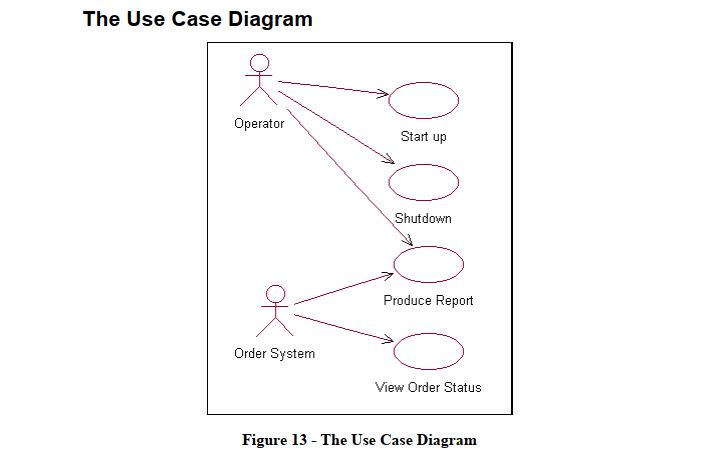 The Use Case Diagram
Operator
Start up
Shutdown
Produce Report
Order System
View Order Status
Figure 13 - The Use Case Diagram